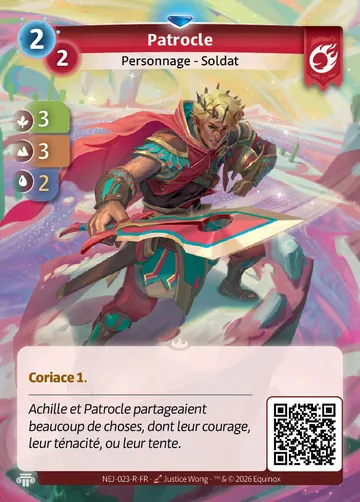 2
2
Patrocle
Personnage - Soldat
3
3
2
Coriace 1.
Achille et Patrocle partageaient
beaucoup de choses, dont leur courage,
leur ténacité, ou leur tente.
NEJ-023-R-FR - Justice Wong - ™ & © 2026 Equinox